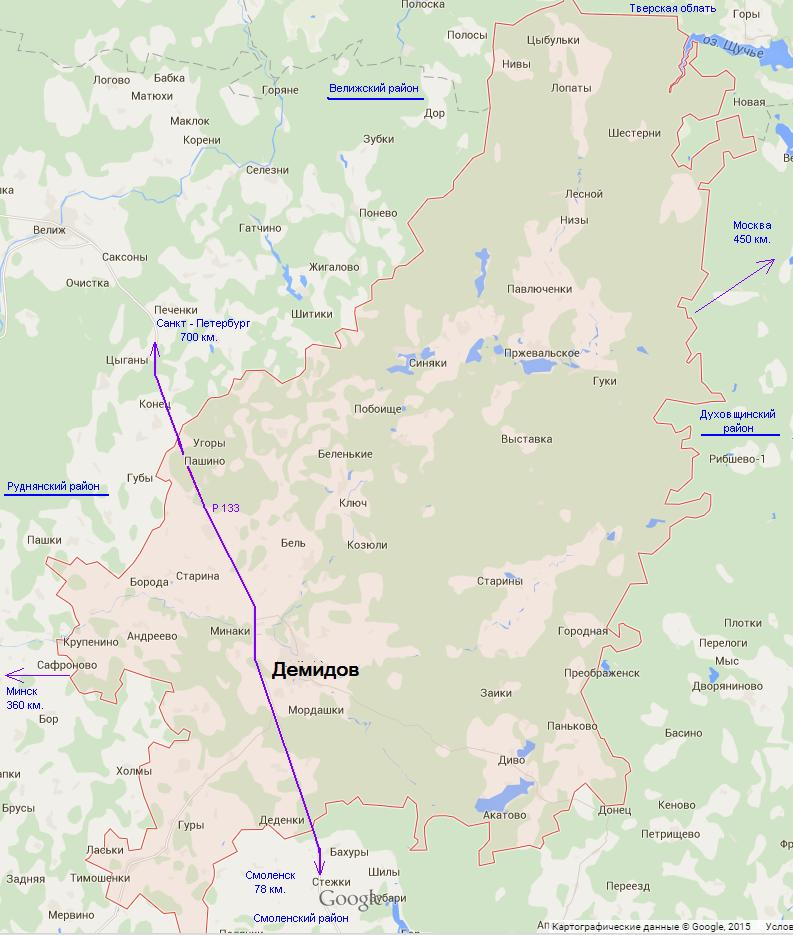 Полоска
Тверская облать
Горы
Полосы
Цыбульки
оз. Щучье
Нивы
Логово
Бабка
Матюхи
Горяне
Велижский район
Лопаты
Новая
Дор
Маклок
Корени
Зубки
Шестерни
Селезни
Лесной
Понево
Низы
Велиж
Гатчино
Москва
450 км.
Саксоны
Жигалово
Очистка
Павлюченки
Печенки
Шитики
Санкт - Петербург
700 км.
Цыганы
Синяки
Пржевальское
Гуки
Конец
Побоище
Духовщинский
район
Угоры
Выставка
Беленькие
Пашино
Рибшево-1
Губы
Руднянский район
Р 133
Ключ
Пашки
Бель
Козюли
Борода
Старина
Старины
Плотки
Минаки
Городная
Андреево
Крупенино
Перелоги
Сафроново
Мыс
Демидов
Преображенск
Минск
360 км.
Дворяниново
Заики
Бор
Мордашки
Паньково
Басино
Диво
Холмы
апки
Брусы
Кеново
Донец
Акатово
Гуры
Деденки
Петрищево
Ласьки
Бахуры
Смоленск
78 км.
Шилы
Задняя
Тимошенки
Стежки
Переезд
Google
Зубари
Мервино
Смоленский район
Картографические данные © Google, 2015
Услов